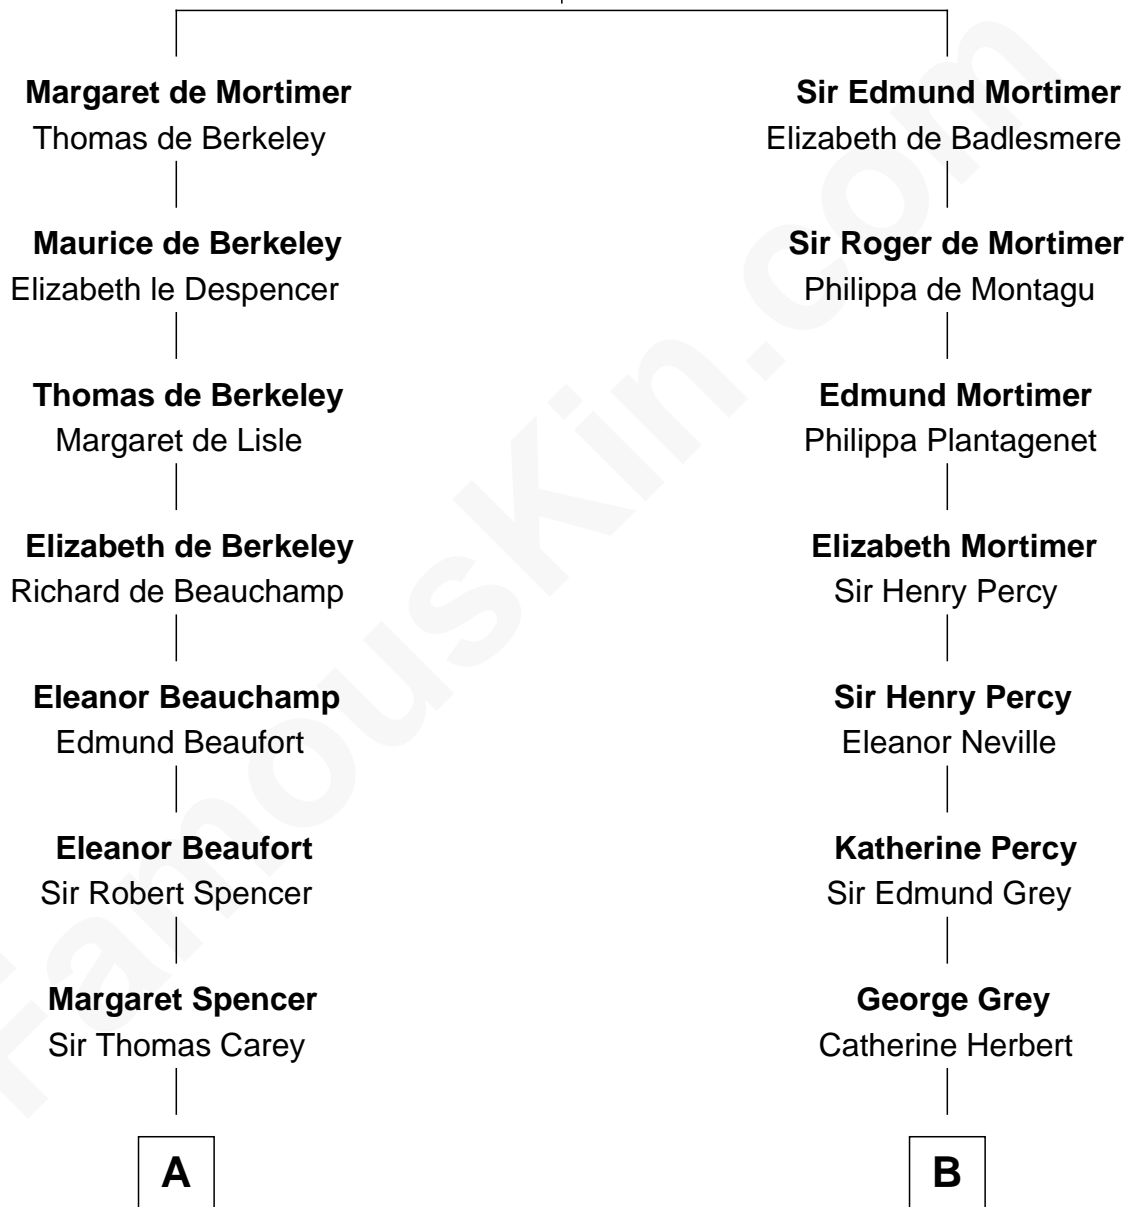 Margaret de Mortimer
Thomas de Berkeley
Sir Edmund Mortimer
Elizabeth de Badlesmere
Maurice de Berkeley
Elizabeth le Despencer
Sir Roger de Mortimer
Philippa de Montagu
Thomas de Berkeley
Margaret de Lisle
Edmund Mortimer
Philippa Plantagenet
Elizabeth de Berkeley
Richard de Beauchamp
Elizabeth Mortimer
Sir Henry Percy
Eleanor Beauchamp
Edmund Beaufort
Sir Henry Percy
Eleanor Neville
Eleanor Beaufort
Sir Robert Spencer
Katherine Percy
Sir Edmund Grey
Margaret Spencer
Sir Thomas Carey
George Grey
Catherine Herbert
A
B
FamousKin.com